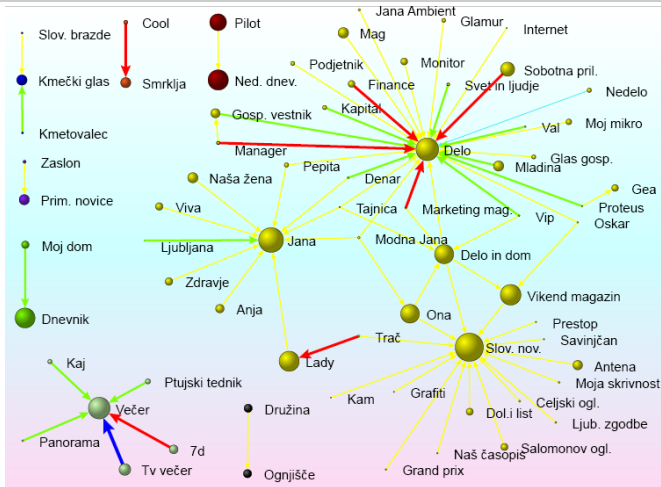 Jana Ambient
Cool
Pilot
Glamur
Internet
Slov. brazde
Mag
Podjetnik
Monitor
Sobotna pril.
Kmečki glas
Smrklja
Ned. dnev.
Finance
Svet in ljudje
Nedelo
Gosp. vestnik
Kapital
Val
Moj mikro
Kmetovalec
Manager
Delo
Glas gosp.
Zaslon
Pepita
Mladina
Naša žena
Denar
Gea
Prim. novice
Proteus
Viva
Tajnica
Marketing mag.
Vip
Oskar
Moj dom
Ljubljana
Jana
Modna Jana
Delo in dom
Zdravje
Vikend magazin
Anja
Dnevnik
Ona
Prestop
Trač
Savinjčan
Slov. nov.
Kaj
Lady
Antena
Ptujski tednik
Moja skrivnost
Kam
Grafiti
Večer
Družina
Celjski ogl.
Dol.i list
Ljub. zgodbe
Panorama
7d
Naš časopis
Salomonov ogl.
Tv večer
Ognjišče
Grand prix